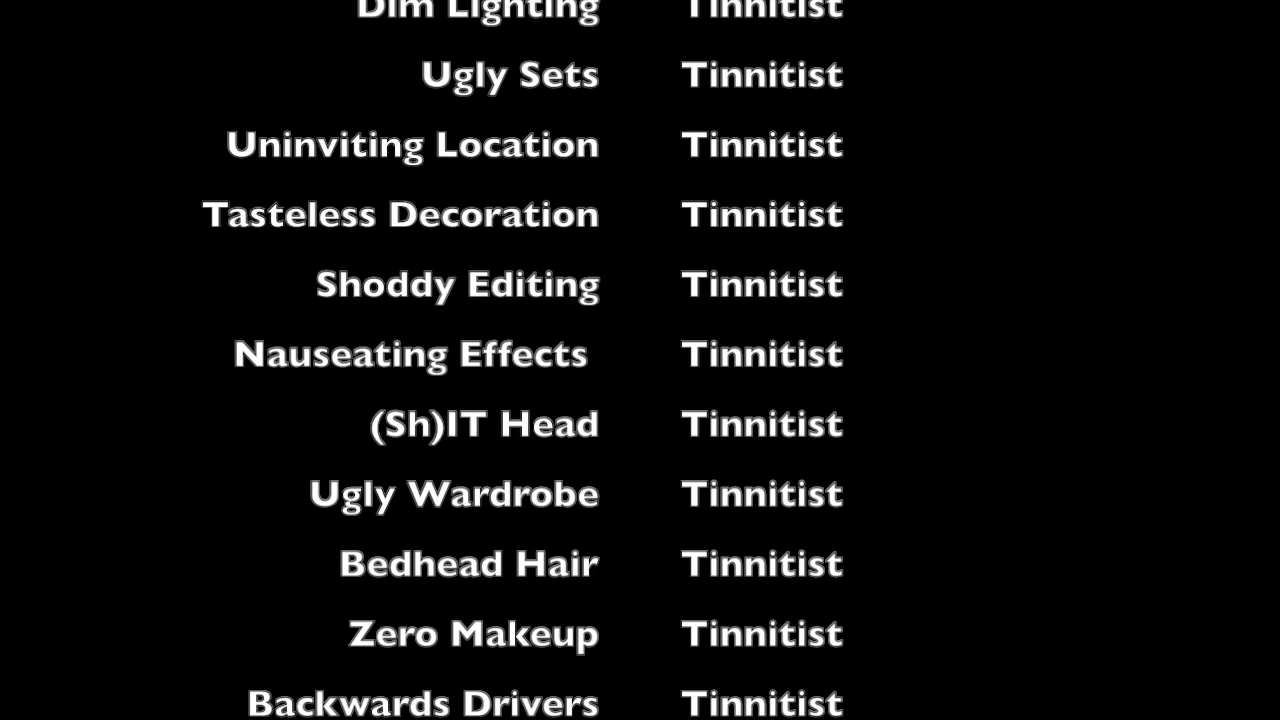 Dim Lighting Tinnitist
Ugly Sets Tinnitist
Uninviting Location Tinnitist
Tasteless Decoration Tinnitist
Shoddy Editing Tinnitist
Nauseating Effects Tinnitist
(Sh)IT Head Tinnitist
Ugly Wardrobe Tinnitist
Bedhead Hair Tinnitist
Zero Makeup Tinnitist
Backwards Drivers Tinnitist